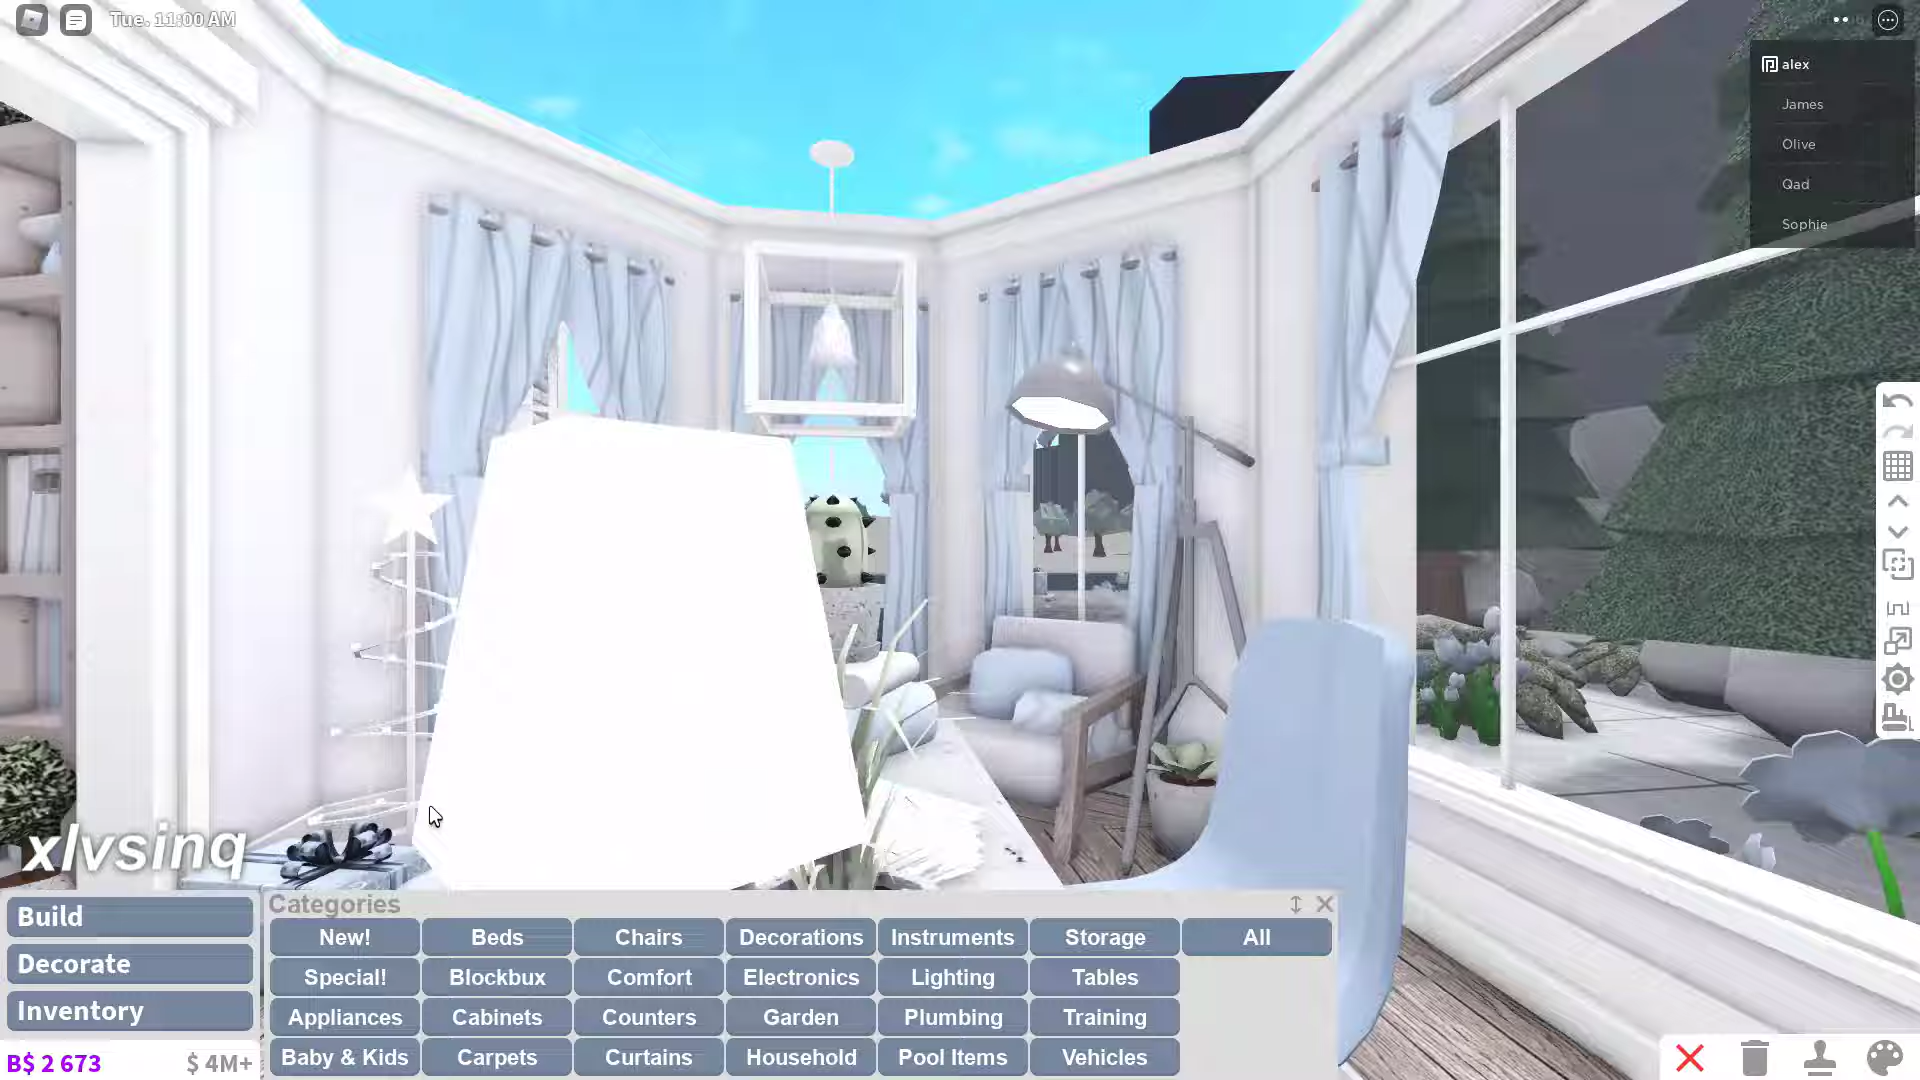 Tue. 11:00 AM
alex
James
Olive
Qad
Sophie
xlvsinq
Build
Decorate
Inventory
B$ 2 673
$ 4M+
Categories
New!
Beds
Chairs
Decorations
Instruments
Storage
All
Special!
Blockbux
Comfort
Electronics
Lighting
Tables
Appliances
Cabinets
Counters
Garden
Plumbing
Training
Baby & Kids
Carpets
Curtains
Household
Pool Items
Vehicles